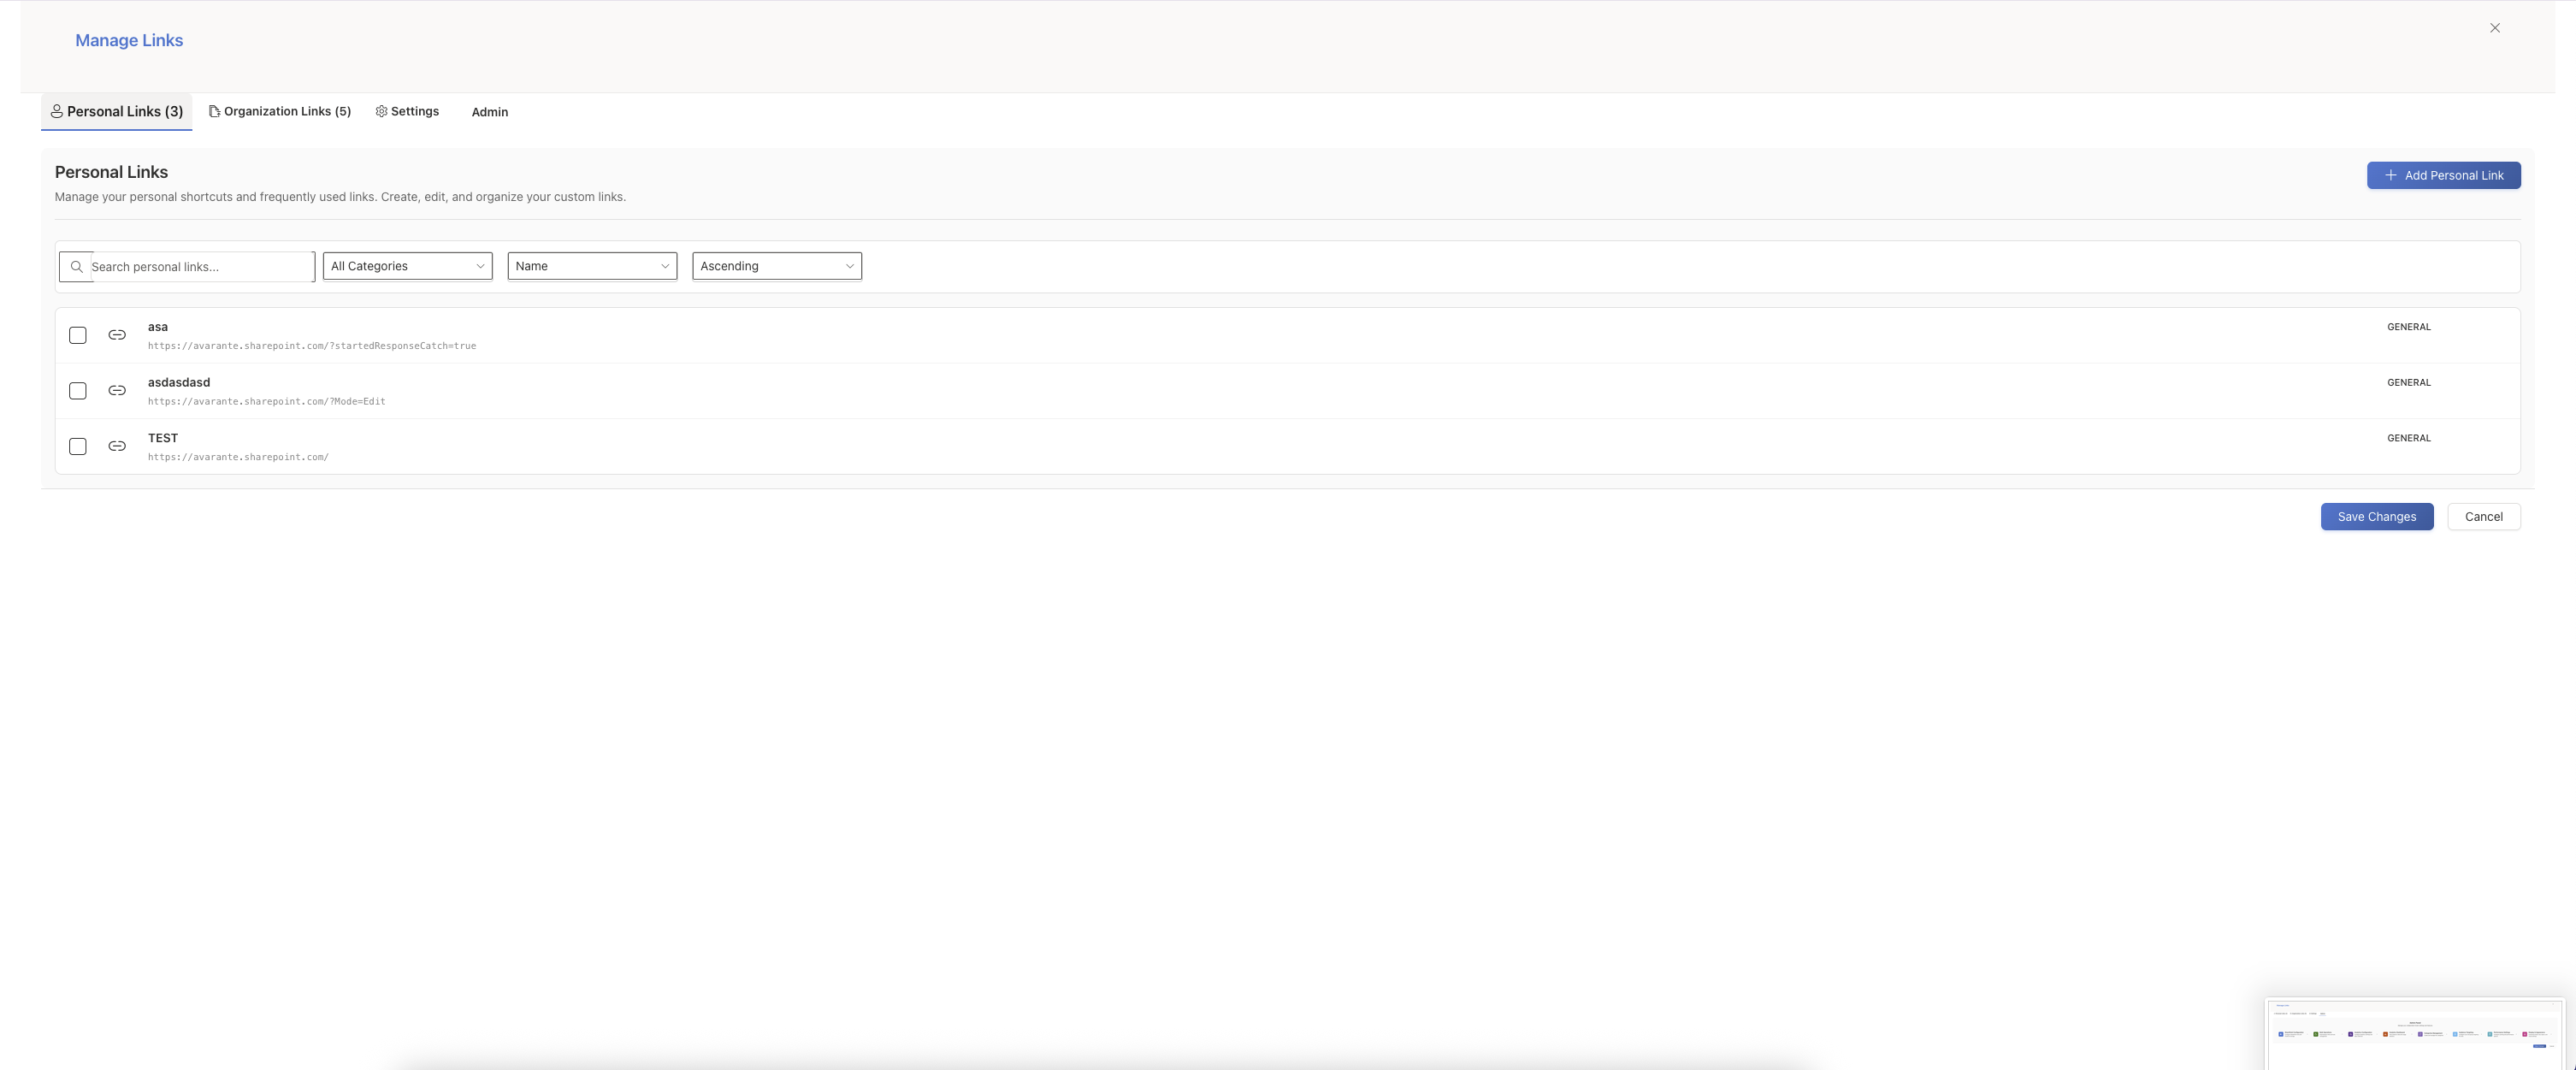 Manage Links
Personal Links (3)
Organization Links (5)
Settings
Admin
Personal Links
Manage your personal shortcuts and frequently used links. Create, edit, and organize your custom links.
Add Personal Link
Search personal links...
All Categories
Name
Ascending
asa
GENERAL
https://avarante.sharepoint.com/?startedResponseCatch=true
asdasdasd
GENERAL
https://avarante.sharepoint.com/?Mode=Edit
TEST
GENERAL
https://avarante.sharepoint.com/
Save Changes
Cancel